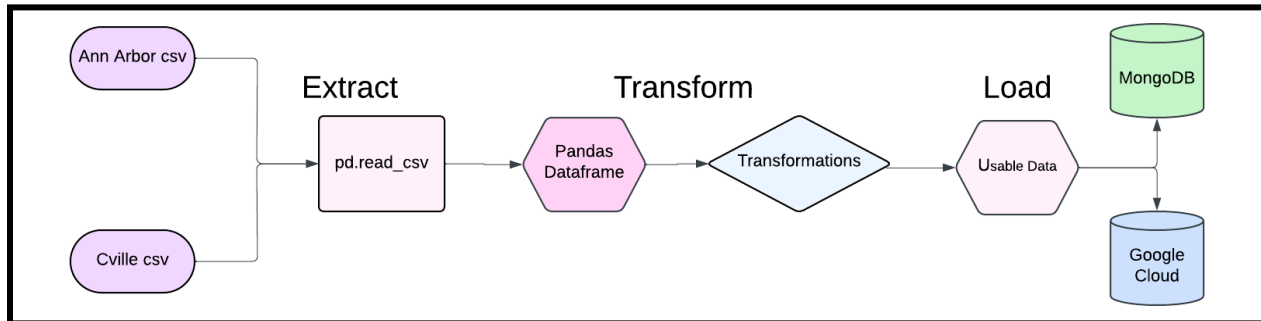 Ann Arbor csv
Cville csv
Extract
pd.read_csv
Transform
Pandas
Dataframe
Transformations
Load
Usable Data
MongoDB
Google
Cloud